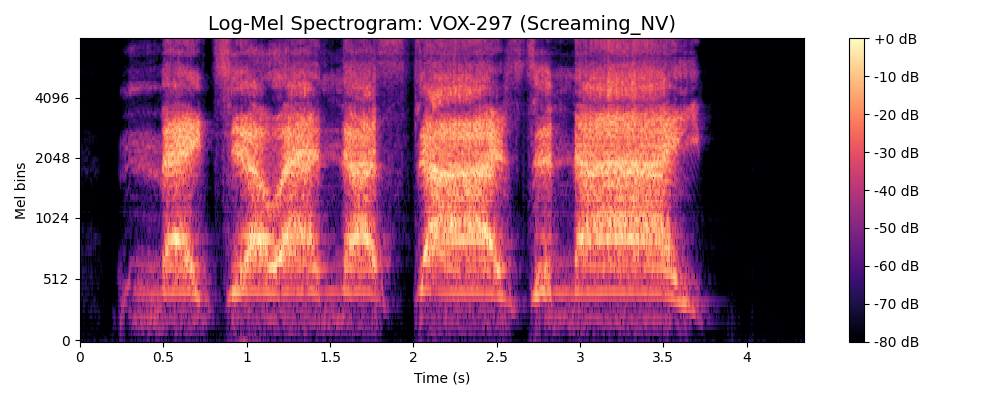 Log-Mel Spectrogram: VOX-297 (Screaming_NV)
Mel bins
4096
2048
1024
512
0
0 0.5 1 1.5 2 2.5 3 3.5 4
Time (s)
+0 dB
-10 dB
-20 dB
-30 dB
-40 dB
-50 dB
-60 dB
-70 dB
-80 dB